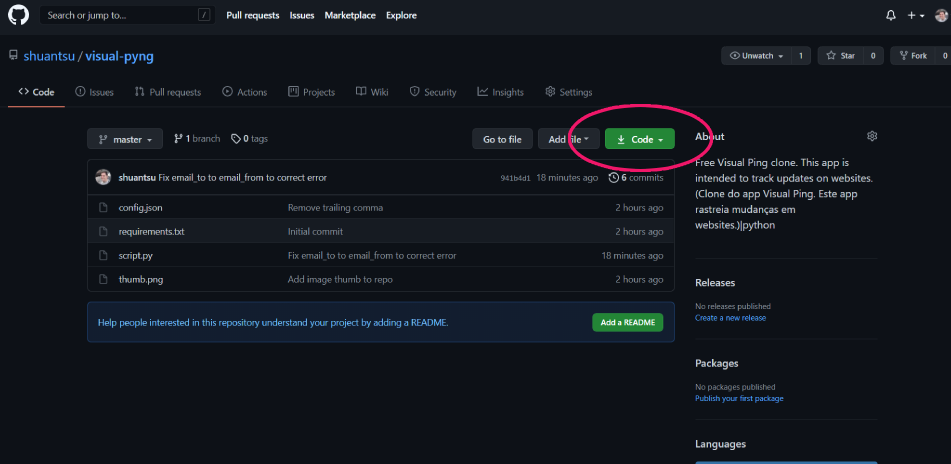 Search or jump to... /
Pull requests Issues Marketplace Explore
shuantsu / visual-pyng
Unwatch 1 Star 0 Fork 0
Code Issues Pull requests Actions Projects Wiki Security Insights Settings
master 1 branch 0 tags Go to file Add file Code
shuantsu Fix email_to to email_from to correct error 941b4d1 18 minutes ago 6 commits
config.json Remove trailing comma 2 hours ago
requirements.txt Initial commit 2 hours ago
script.py Fix email_to to email_from to correct error 18 minutes ago
thumb.png Add image thumb to repo 2 hours ago
Help people interested in this repository understand your project by adding a README. Add a README
About
Free Visual Ping clone. This app is
intended to track updates on websites.
(Clone do app Visual Ping. Este app
rastreia mudanças em
websites.)|python
Releases
No releases published
Create a new release
Packages
No packages published
Publish your first package
Languages